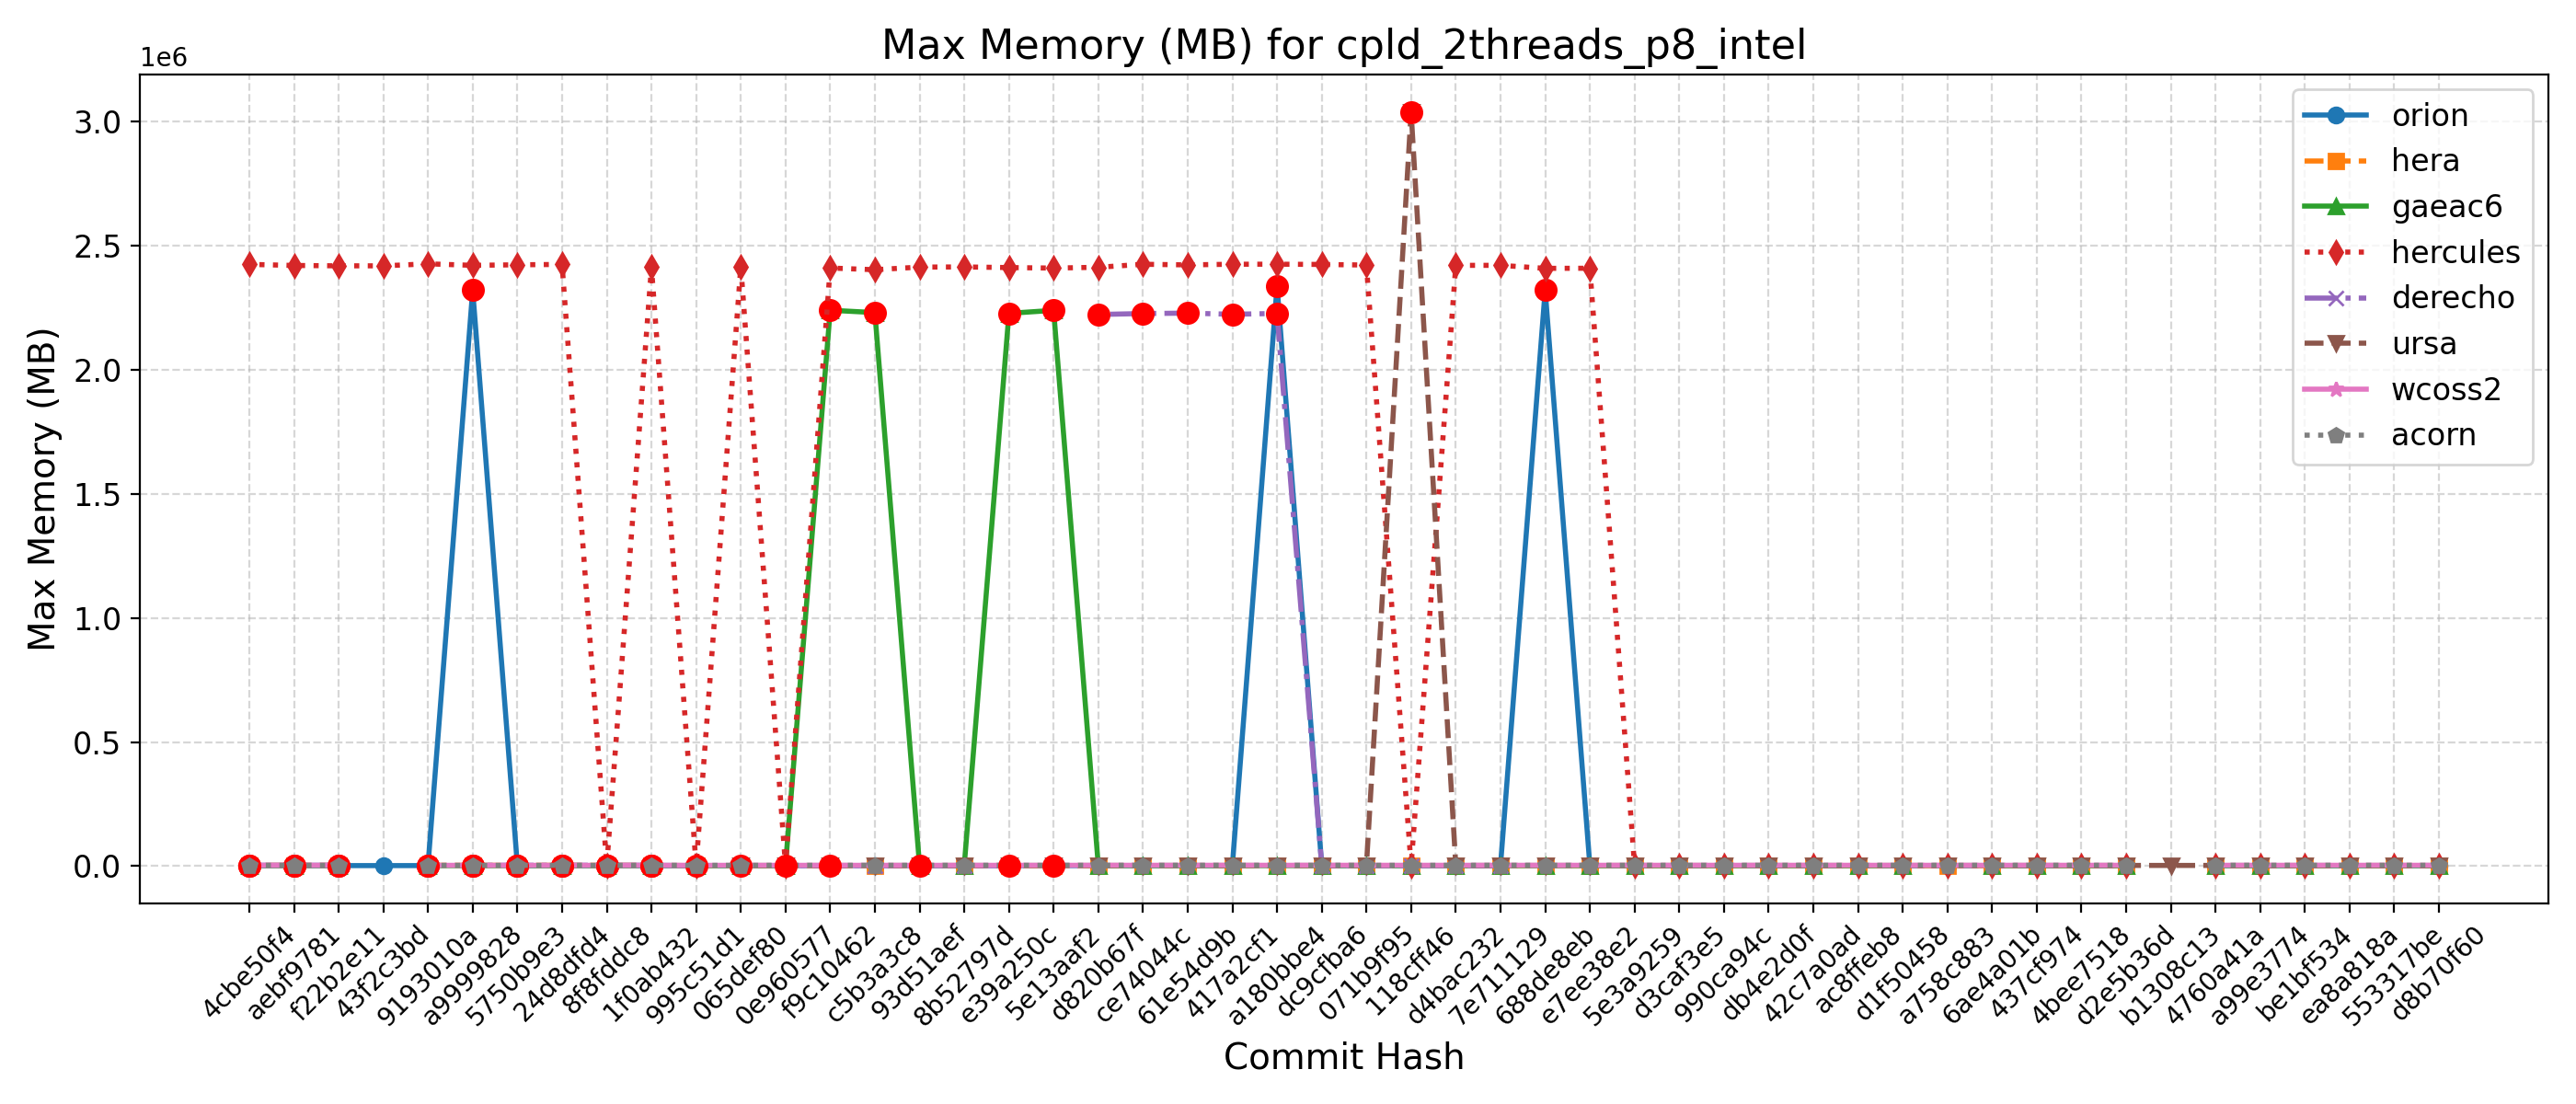 Max Memory (MB) for cpld_2threads_p8_intel
1e6
3.0
2.5
2.0
1.5
1.0
0.5
0.0
Max Memory (MB)
orion
hera
gaeac6
hercules
derecho
ursa
wcoss2
acorn
4cbe50f4
aebf9781
f22b2e11
43f2c3bd
9193010a
a9999828
5750b9e3
24d8dfd4
8f8fddc8
1f0ab432
995c51d1
065def80
0e960577
f9c10462
c5b3a3c8
93d51aef
8b52797d
e39a250c
5e13aaf2
d820b67f
ce74044c
61e54d9b
417a2cf1
a180bbe4
dc9cfba6
071b9f95
118cff46
d4bac232
7e711129
688de8eb
e7ee38e2
5e3a9259
d3caf3e5
990ca94c
db4e2d0f
42c7a0ad
ac8ffeb8
d1f50458
a758c883
6ae4a01b
437cf974
4bee7518
d2e5b36d
b1308c13
4760a41a
a99e3774
be1bf534
ea8a818a
553317be
d8b70f60
Commit Hash